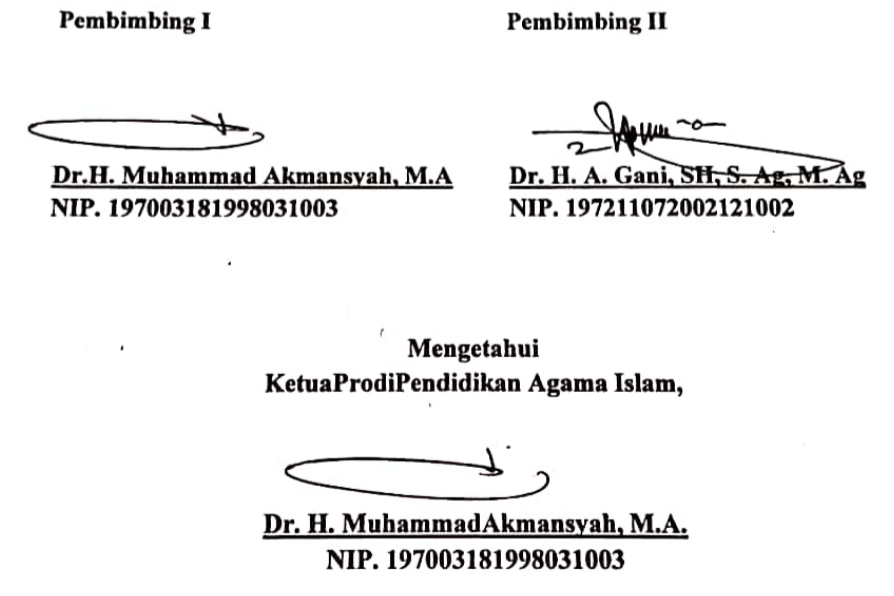 Pembimbing I
Pembimbing II
Dr.H. Muhammad Akmansyah, M.A
NIP. 197003181998031003
Dr. H. A. Gani, SH, S. Ag, M. Ag
NIP. 197211072002121002
Mengetahui
KetuaProdiPendidikan Agama Islam,
Dr. H. MuhammadAkmansyah, M.A.
NIP. 197003181998031003